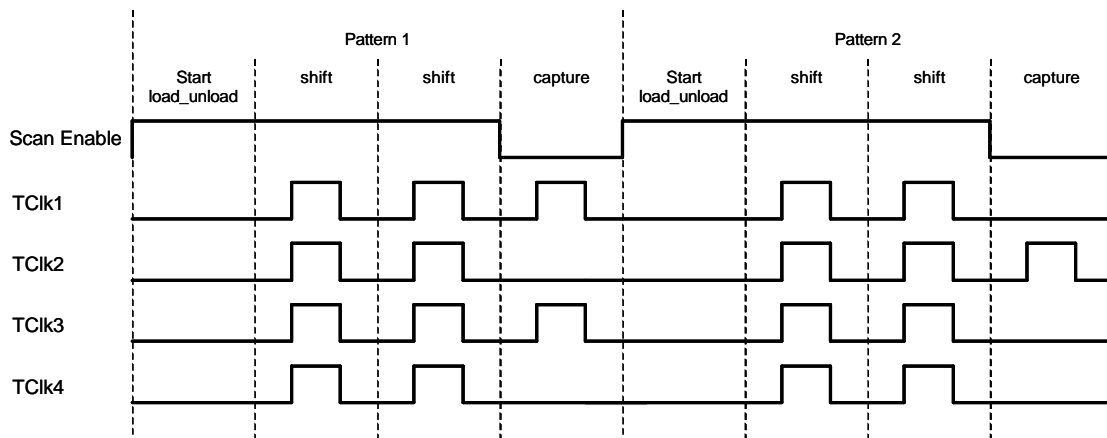 Pattern 1
Pattern 2
Start
load_unload
shift
shift
capture
Start
load_unload
shift
shift
capture
Scan Enable
TClk1
TClk2
TClk3
TClk4